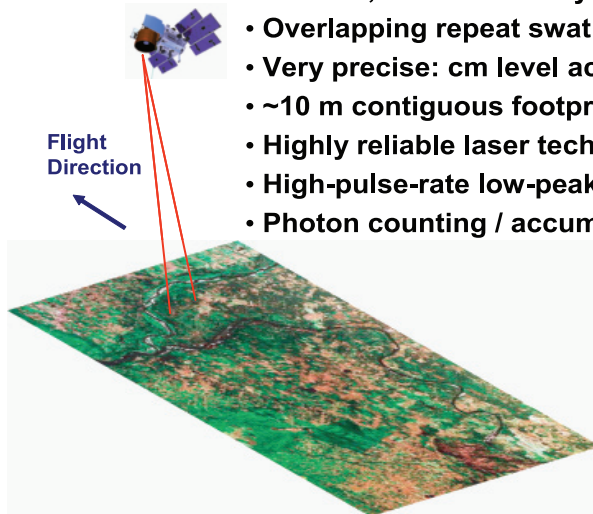 • Overlapping repeat swat
• Very precise: cm level ac
• ~10 m contiguous footpr
• Highly reliable laser tech
• High-pulse-rate low-peak
• Photon counting / accum
Flight
Direction